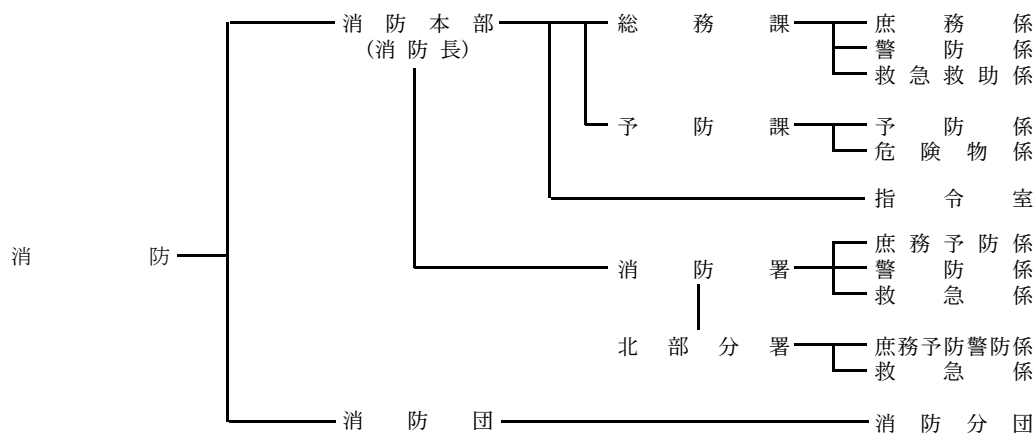 消防本部 総務課 庶務係
(消防長) 警防係
救急救助係
予防課 予防係
危険物係
指令室
消防 庶務予防係
消防署 警防係
救急係
北部分署 庶務予防警防係
救急係
消防団 消防分団